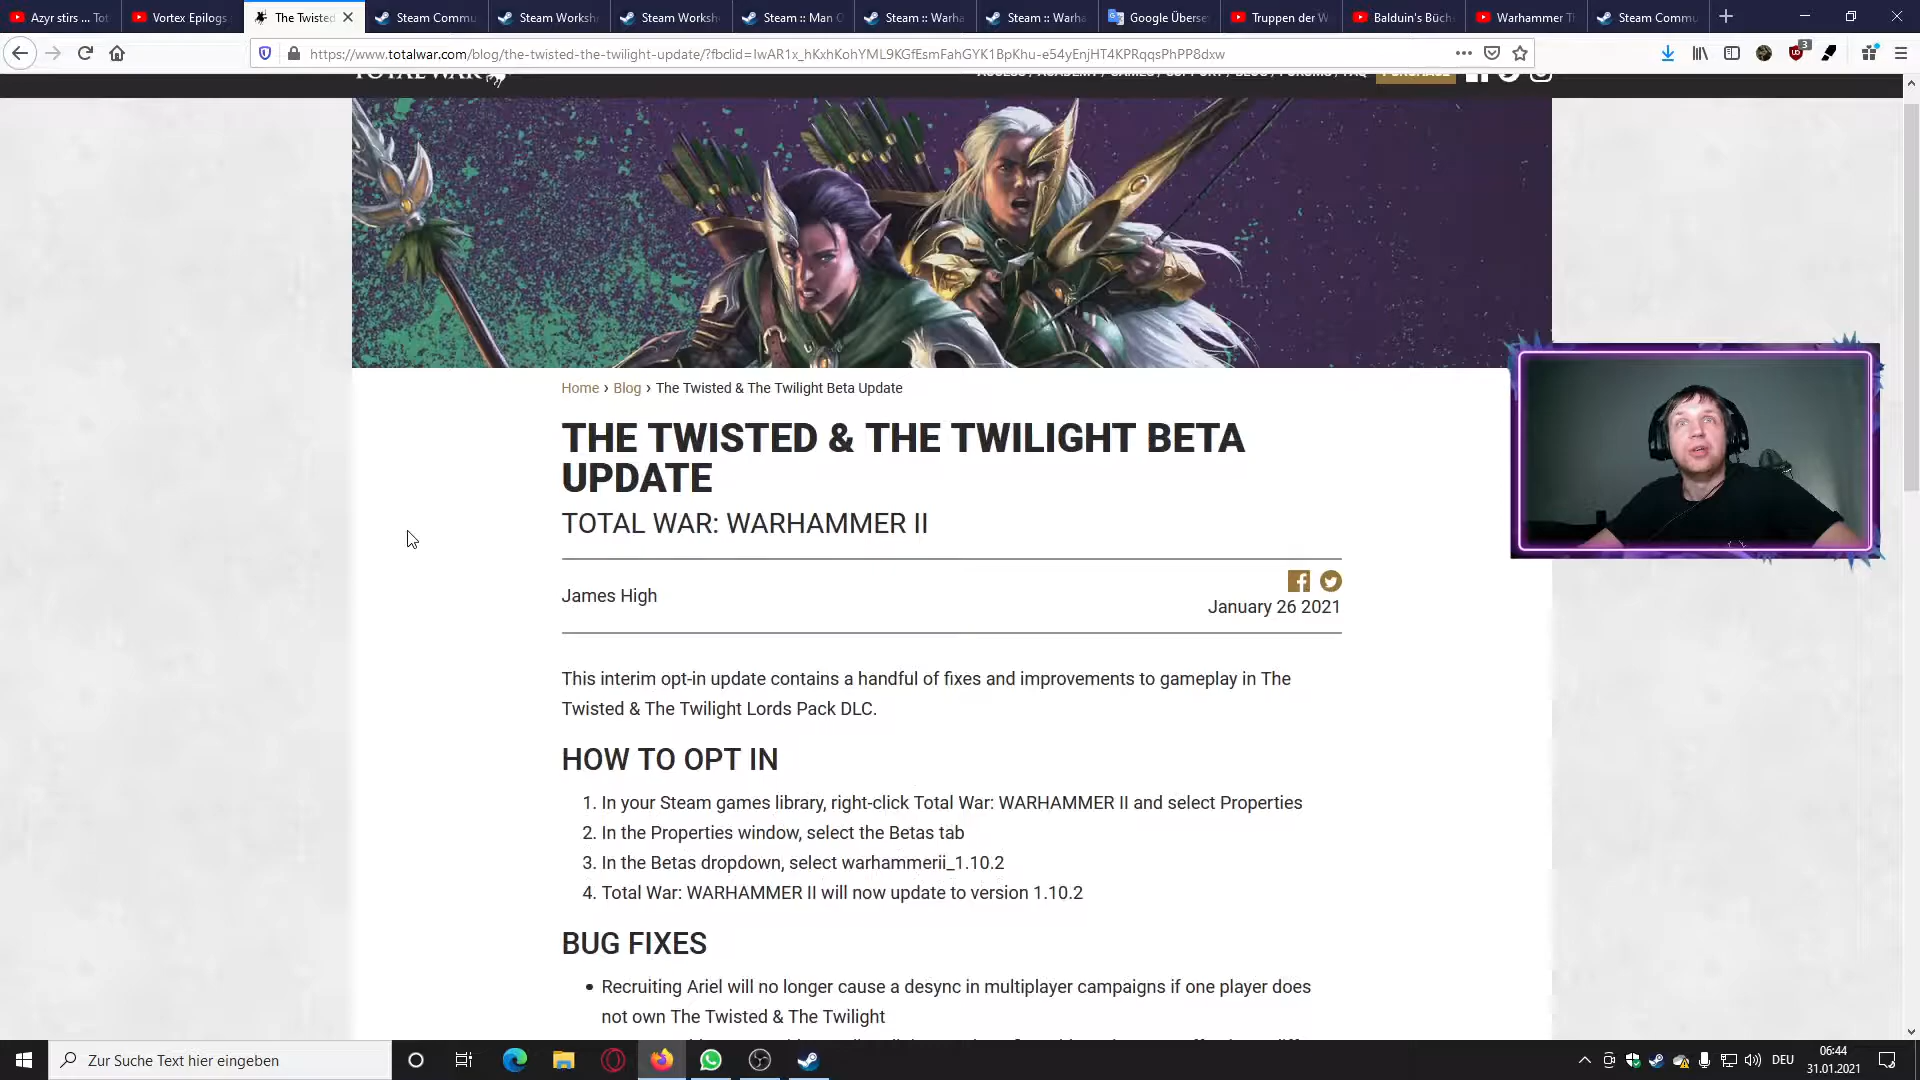 Azyr stirs ... Tot
Vortex Epilogs
The Twisted
Steam Commu
Steam Worksh
Steam Worksh
Steam :: Man O
Steam :: Warha
Steam :: Warha
Google Überse
Truppen der W
Balduin's Büch
Warhammer T
Steam Commu
https://www.totalwar.com/blog/the-twisted-the-twilight-update/?fbclid=IwAR1x_hKxhKohYML9KGfEsmFahGYK1BpKhu-e54yEnjHT4KPRqqsPhPP8dxw
3
TOTAL WAR
ACCESS / ACADEMY / GAMES / SUPPORT / BLOG / FORUMS / FAQ
PURCHASE
Home › Blog › The Twisted & The Twilight Beta Update
THE TWISTED & THE TWILIGHT BETA
UPDATE
TOTAL WAR: WARHAMMER II
James High
January 26 2021
This interim opt-in update contains a handful of fixes and improvements to gameplay in The
Twisted & The Twilight Lords Pack DLC.
HOW TO OPT IN
1. In your Steam games library, right-click Total War: WARHAMMER II and select Properties
2. In the Properties window, select the Betas tab
3. In the Betas dropdown, select warhammerii_1.10.2
4. Total War: WARHAMMER II will now update to version 1.10.2
BUG FIXES
• Recruiting Ariel will no longer cause a desync in multiplayer campaigns if one player does
not own The Twisted & The Twilight
Zur Suche Text hier eingeben
DEU
06:44
31.01.2021